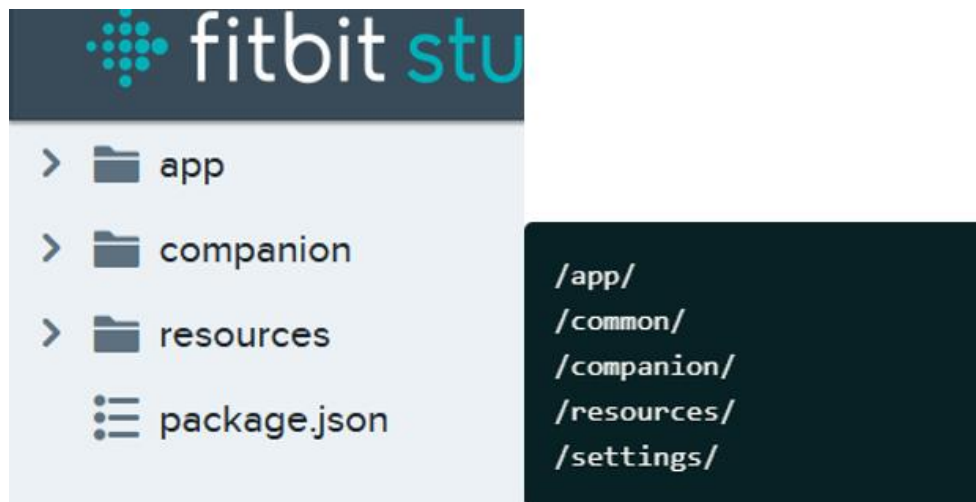 fitbit stu
app
companion
resources
package.json
/app/
/common/
/companion/
/resources/
/settings/